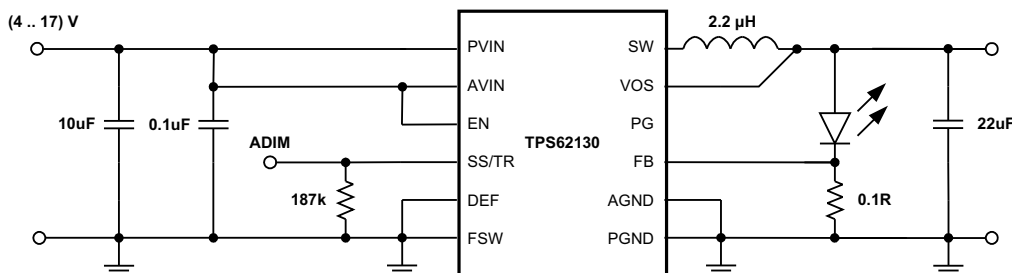 (4 .. 17) V
2.2 µH
PVIN
SW
AVIN
VOS
10uF
0.1uF
EN
PG
TPS62130
22uF
ADIM
SS/TR
FB
187k
DEF
AGND
0.1R
FSW
PGND